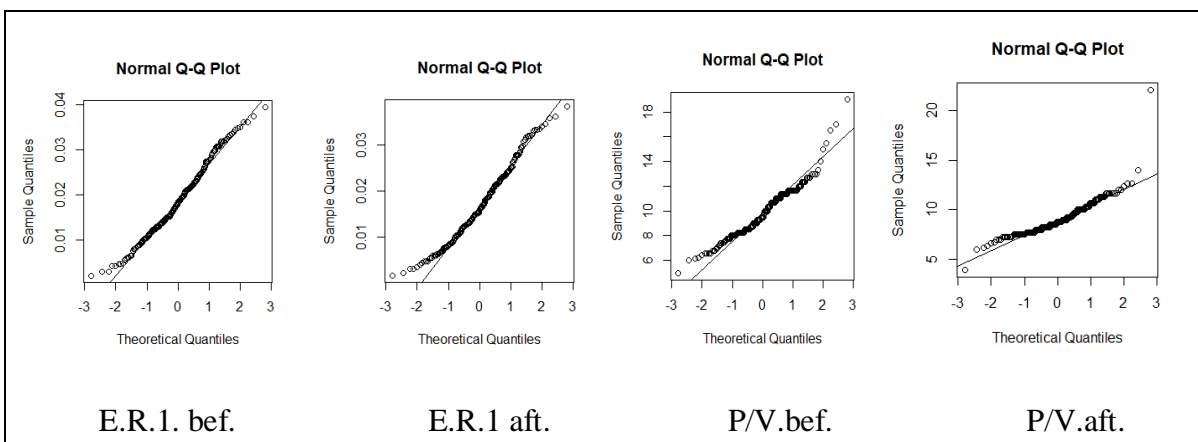 Normal Q-Q Plot
Sample Quantiles
0.04
0.03
0.02
0.01
-3 -2 -1 0 1 2 3
Theoretical Quantiles
E.R.1. bef.
Normal Q-Q Plot
Sample Quantiles
0.03
0.02
0.01
-3 -2 -1 0 1 2 3
Theoretical Quantiles
E.R.1 aft.
Normal Q-Q Plot
Sample Quantiles
18
14
10
8
6
-3 -2 -1 0 1 2 3
Theoretical Quantiles
P/V.bef.
Normal Q-Q Plot
Sample Quantiles
20
15
10
5
-3 -2 -1 0 1 2 3
Theoretical Quantiles
P/V.aft.